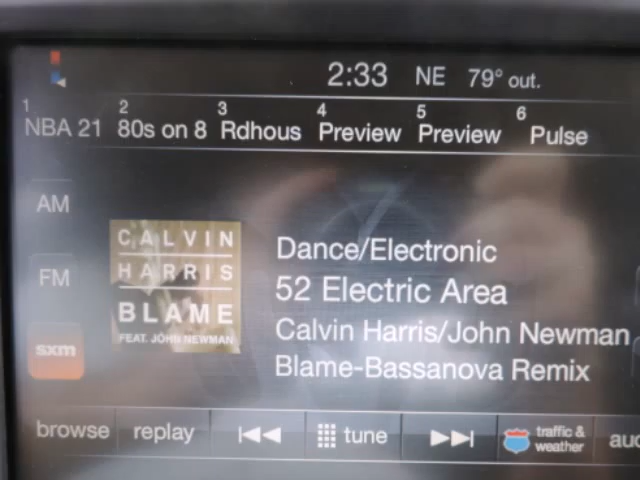 2:33 NE 79° out.
1 2 3 4 5 6
NBA 21 80s on 8 Rdhous Preview Preview Pulse
AM
FM
sxm
CALVIN
HARRIS
BLAME
FEAT. JOHN NEWMAN
Dance/Electronic
52 Electric Area
Calvin Harris/John Newman
Blame-Bassanova Remix
browse replay tune traffic &
weather